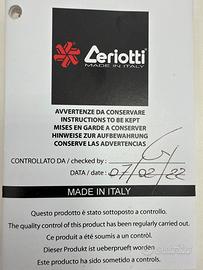 Ceriotti
MADE IN ITALY
AVVERTENZE DA CONSERVARE
INSTRUCTIONS TO BE KEPT
MISES EN GARDE A CONSERVER
HINWEISE ZUR AUFBEWAHRUNG
CONSERVE LAS ADVERTENCIAS
CONTROLLATO DA / checked by :
DATA / date : 07/02/22
MADE IN ITALY
Questo prodotto è stato sottoposto a controllo.
The quality control of this product has been regularly carried out.
Ce produit a été soumis a un control.
Dieser Produkt ist ueberprueft worden
Este producto ha sido sometido a controls.